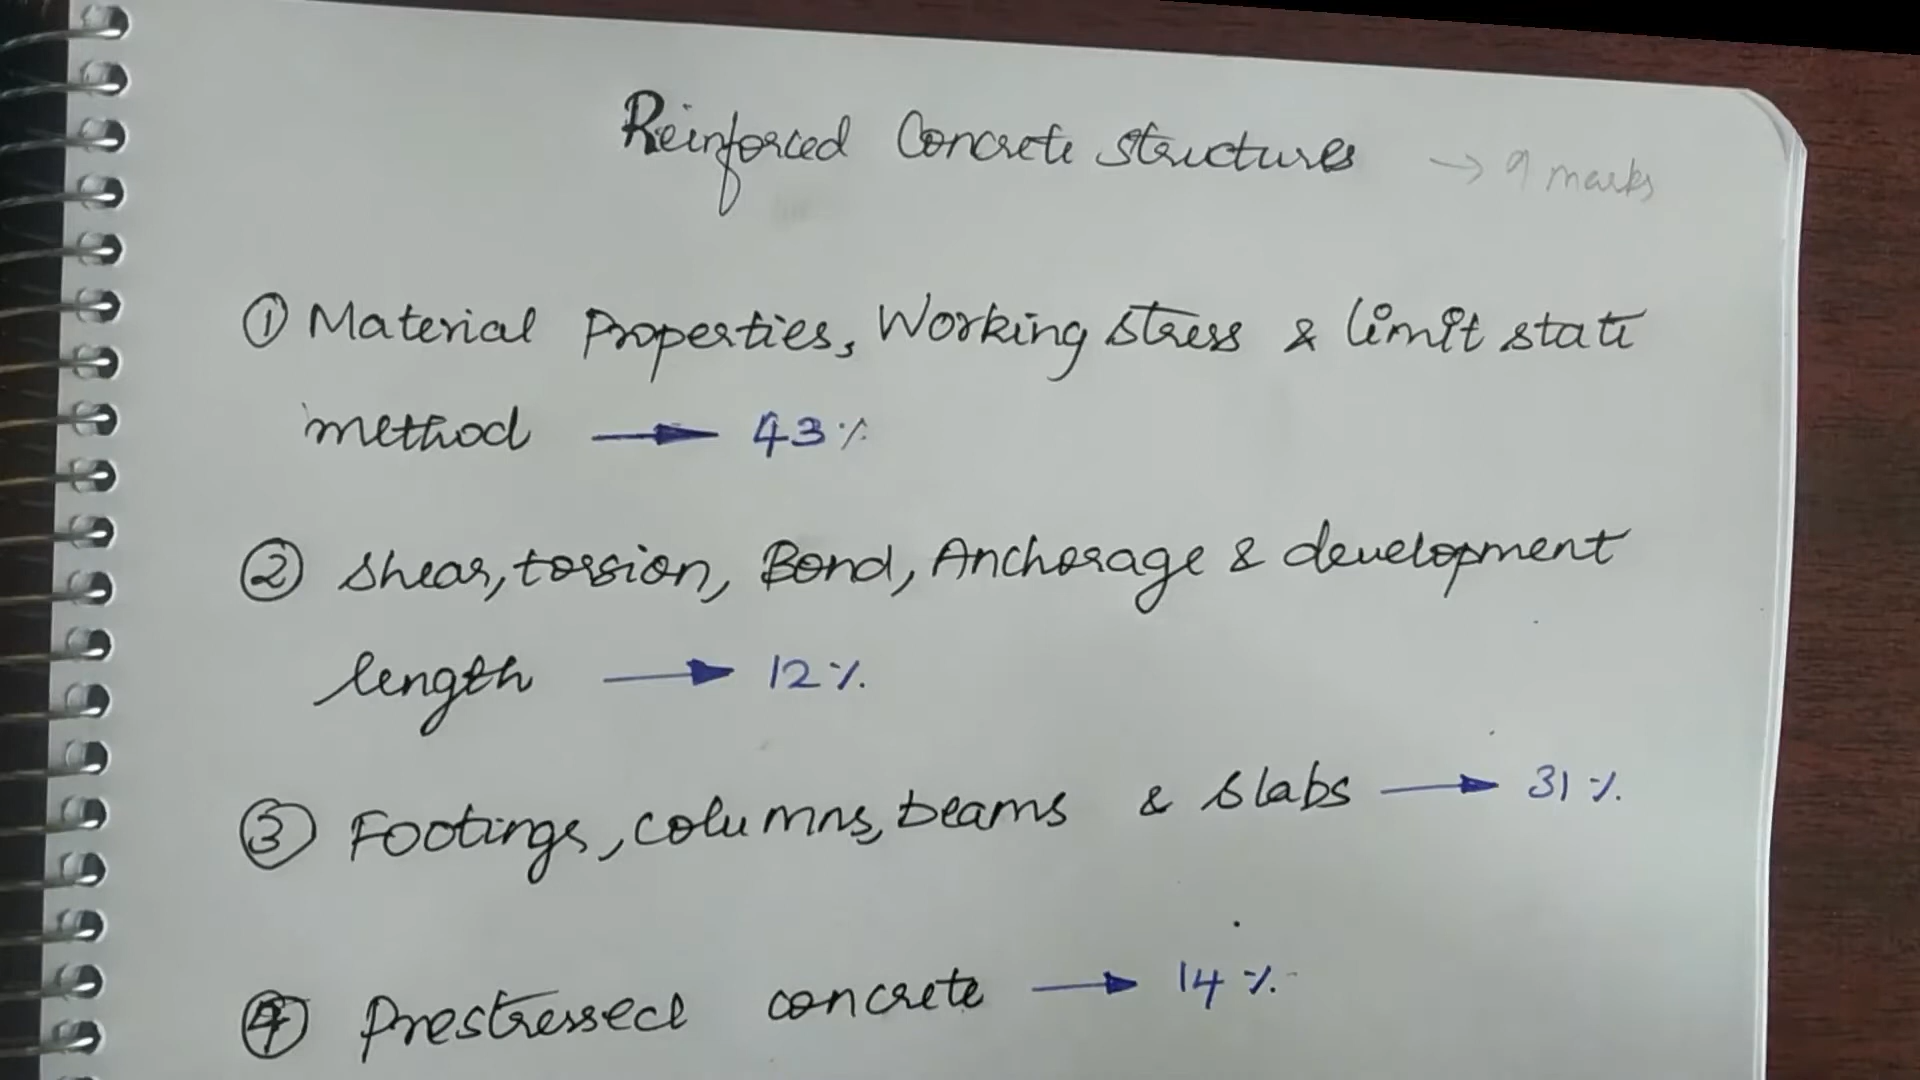 Reinforced Concrete structures → 9 marks
① Material Properties, Working stress & limit state
method → 43%
② shear, torsion, Bond, Anchorage & development
length → 12%
③ Footings, columns, beams & slabs → 31%
④ Prestressed concrete → 14%